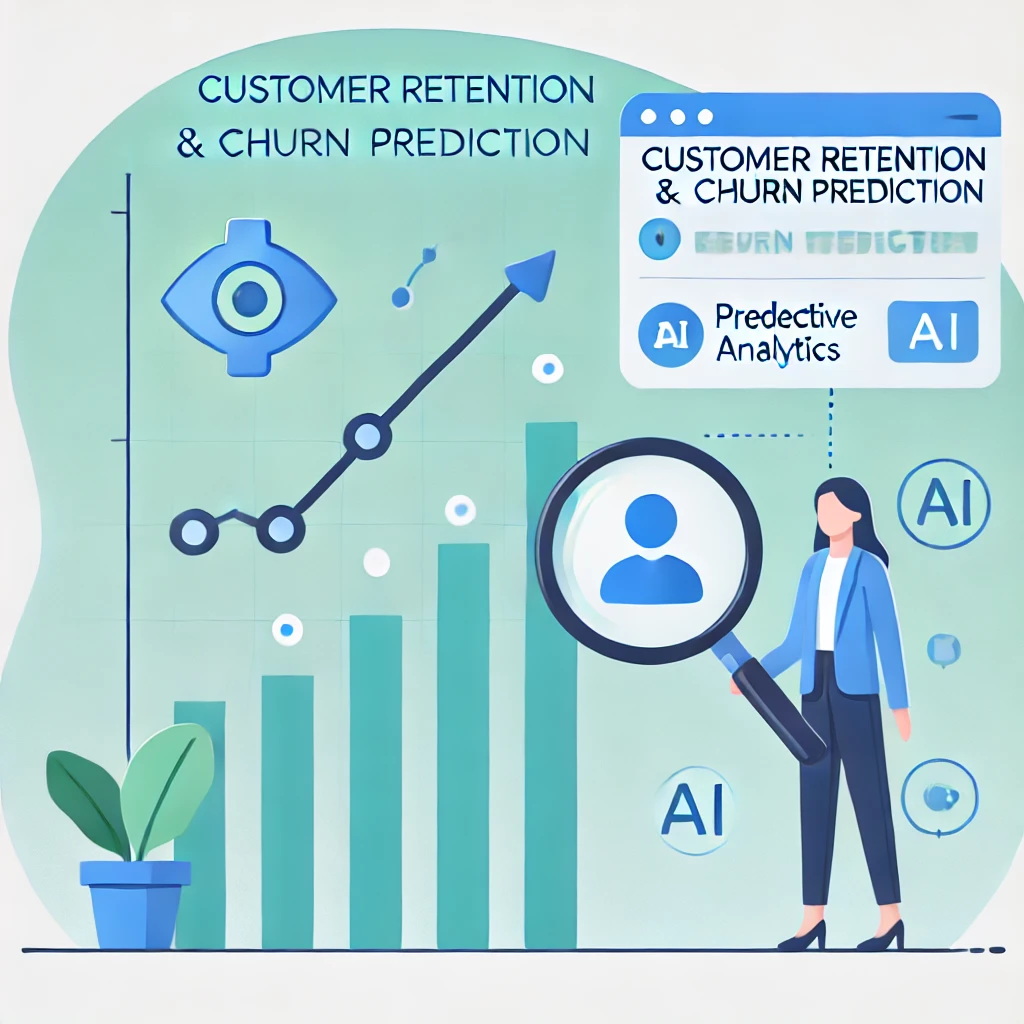 CUSTOMER RETENTION
& CHURN PREDICTION
CUSTOMER RETENTION
& CHURN PREDICTION
AI
Predective
Analytics
AI
AI
AI